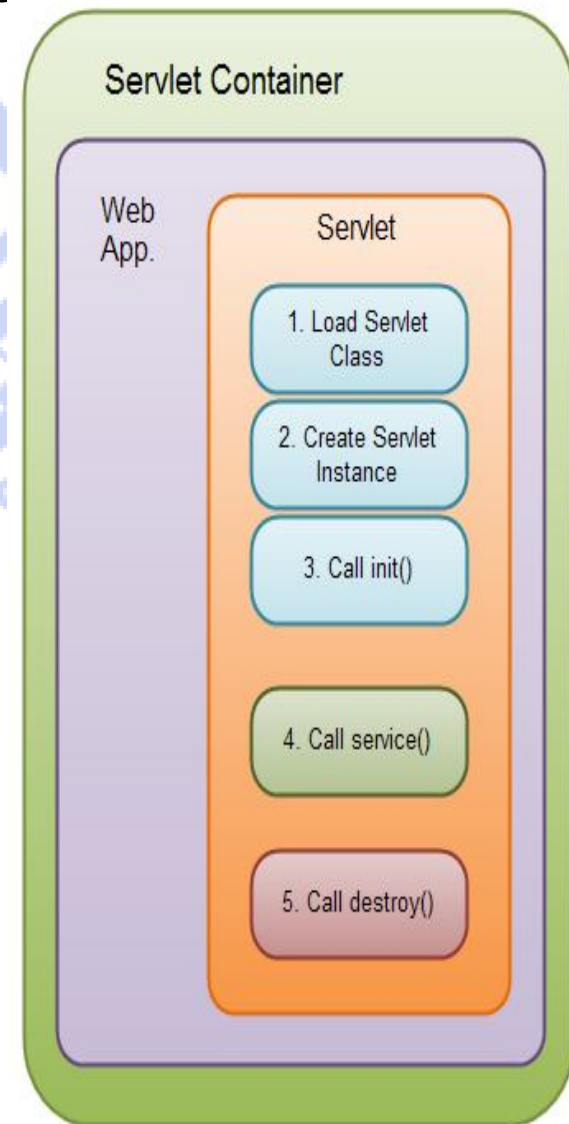 Servlet Container
Web
App.
Servlet
1. Load Servlet
Class
2. Create Servlet
Instance
3. Call init()
4. Call service()
5. Call destroy()